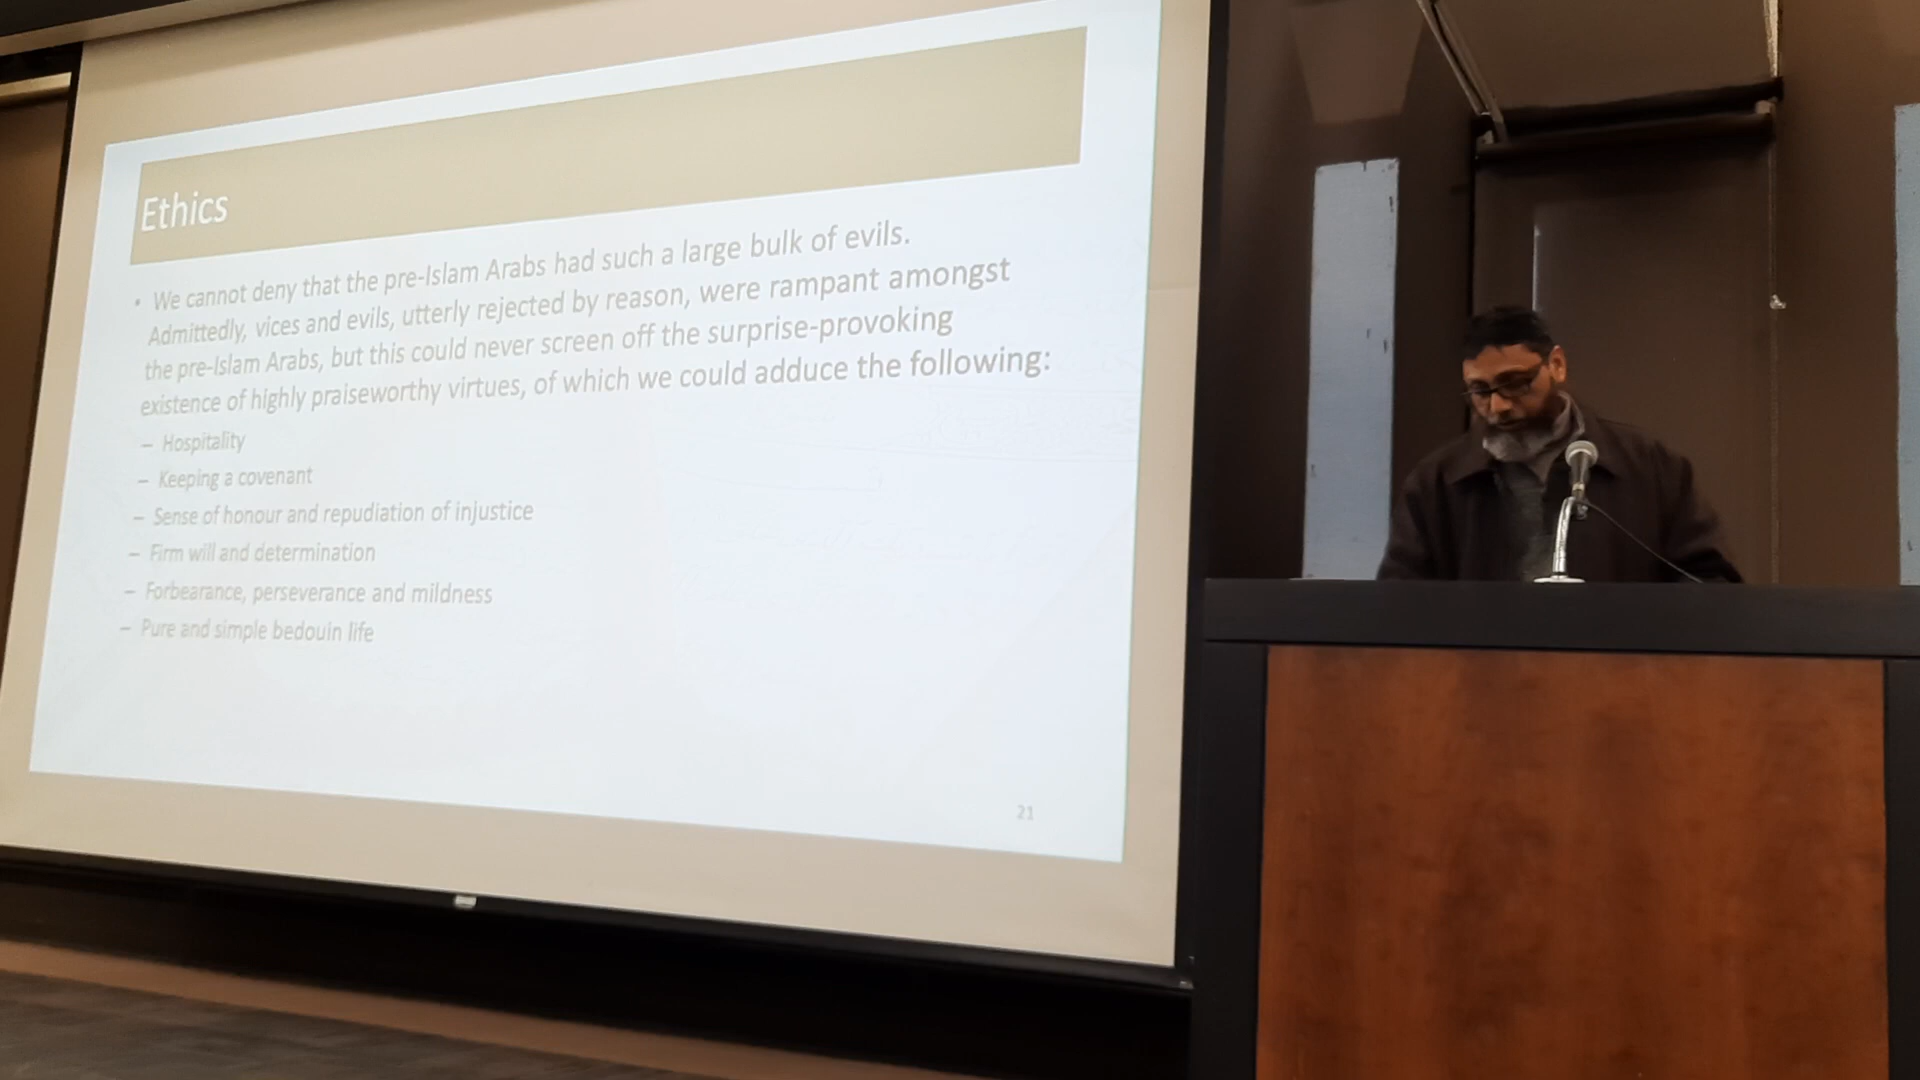 Ethics
• We cannot deny that the pre-Islam Arabs had such a large bulk of evils.
Admittedly, vices and evils, utterly rejected by reason, were rampant amongst
the pre-Islam Arabs, but this could never screen off the surprise-provoking
existence of highly praiseworthy virtues, of which we could adduce the following:
– Hospitality
– Keeping a covenant
– Sense of honour and repudiation of injustice
– Firm will and determination
– Forbearance, perseverance and mildness
– Pure and simple bedouin life
21